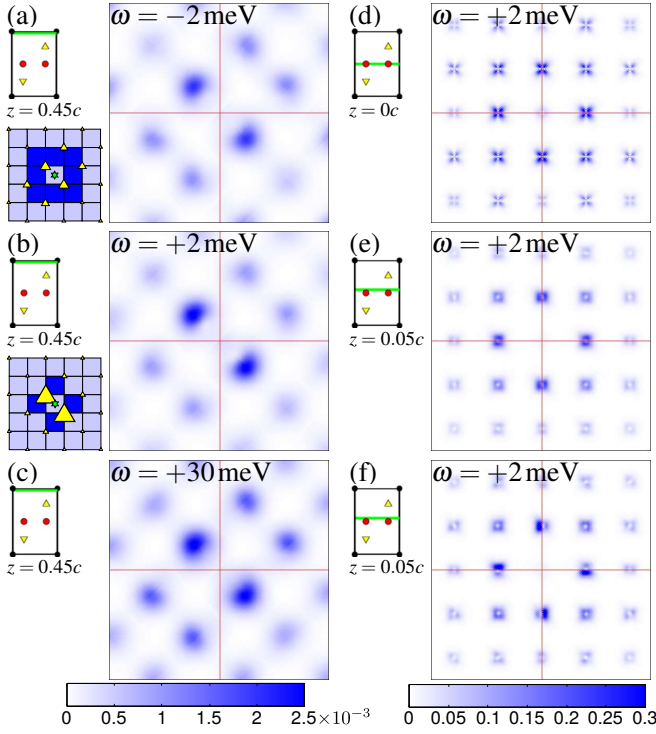 (a)
ω = −2 meV
z = 0.45c
(b)
ω = +2 meV
z = 0.45c
(c)
ω = +30 meV
z = 0.45c
0 0.5 1 1.5 2 2.5 ×10⁻³
(d)
ω = +2 meV
z = 0c
(e)
ω = +2 meV
z = 0.05c
(f)
ω = +2 meV
z = 0.05c
0 0.05 0.1 0.15 0.2 0.25 0.3